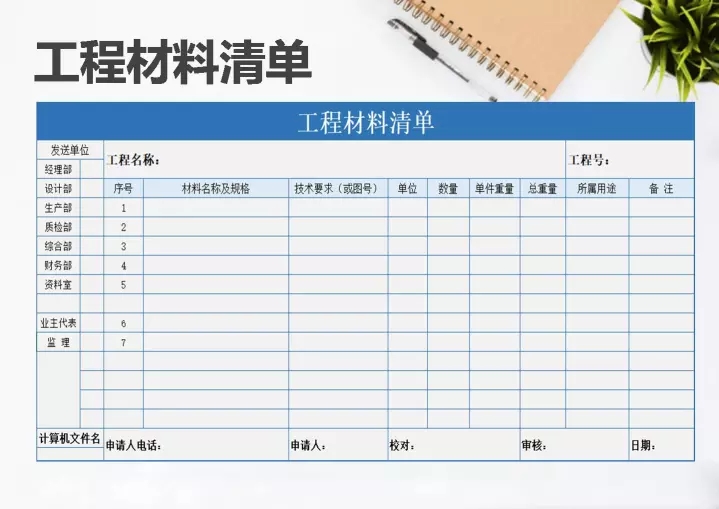 工程材料清单
工程材料清单
发送单位
工程名称： 工程号：
经理部
设计部 序号 材料名称及规格 技术要求（或图号） 单位 数量 单件重量 总重量 所属用途 备 注
生产部 1
质检部 2
综合部 3
财务部 4
资料室 5
业主代表 6
监 理 7
计算机文件名
申请人电话： 申请人： 校对： 审核： 日期：